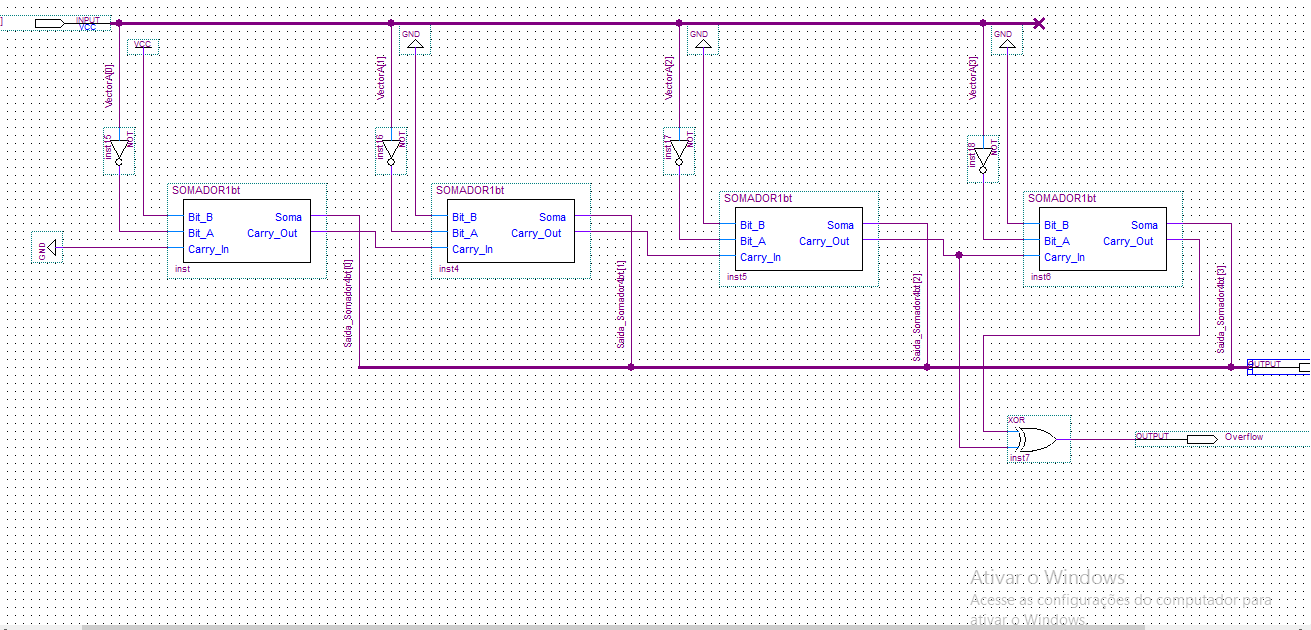 ]
INPUT
VCC
VCC
GND
GND
GND
VectorA[0]
VectorA[1]
VectorA[2]
VectorA[3]
NOT
inst15
NOT
inst16
NOT
inst17
NOT
inst18
SOMADOR1bt
Bit_B
Soma
Bit_A
Carry_Out
Carry_In
inst
GND
SOMADOR1bt
Bit_B
Soma
Bit_A
Carry_Out
Carry_In
inst4
SOMADOR1bt
Bit_B
Soma
Bit_A
Carry_Out
Carry_In
inst5
SOMADOR1bt
Bit_B
Soma
Bit_A
Carry_Out
Carry_In
inst6
Saida_Somador4bt[0]
Saida_Somador4bt[1]
Saida_Somador4bt[2]
Saida_Somador4bt[3]
OUTPUT
XOR
inst7
OUTPUT
Overflow
Ativar o Windows
Acesse as configurações do computador para
ativar o Windows.